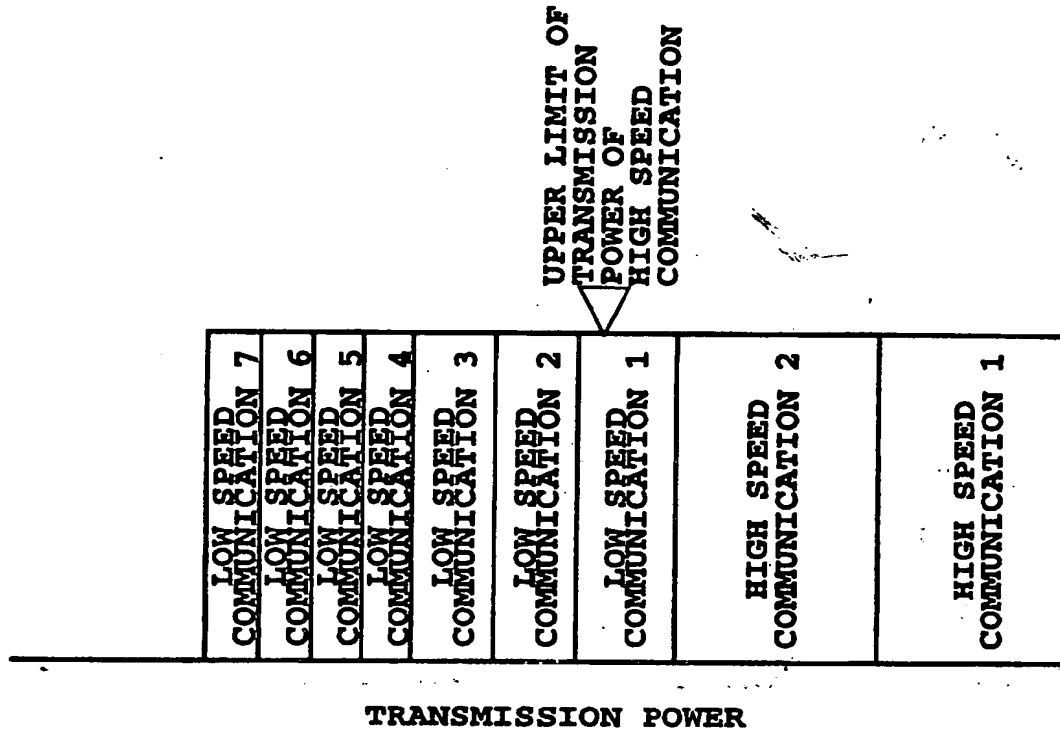 UPPER LIMIT OF
TRANSMISSION
POWER OF
HIGH SPEED
COMMUNICATION
LOW SPEED
COMMUNICATION 7
LOW SPEED
COMMUNICATION 6
LOW SPEED
COMMUNICATION 5
LOW SPEED
COMMUNICATION 4
LOW SPEED
COMMUNICATION 3
LOW SPEED
COMMUNICATION 2
LOW SPEED
COMMUNICATION 1
HIGH SPEED
COMMUNICATION 2
HIGH SPEED
COMMUNICATION 1
TRANSMISSION POWER